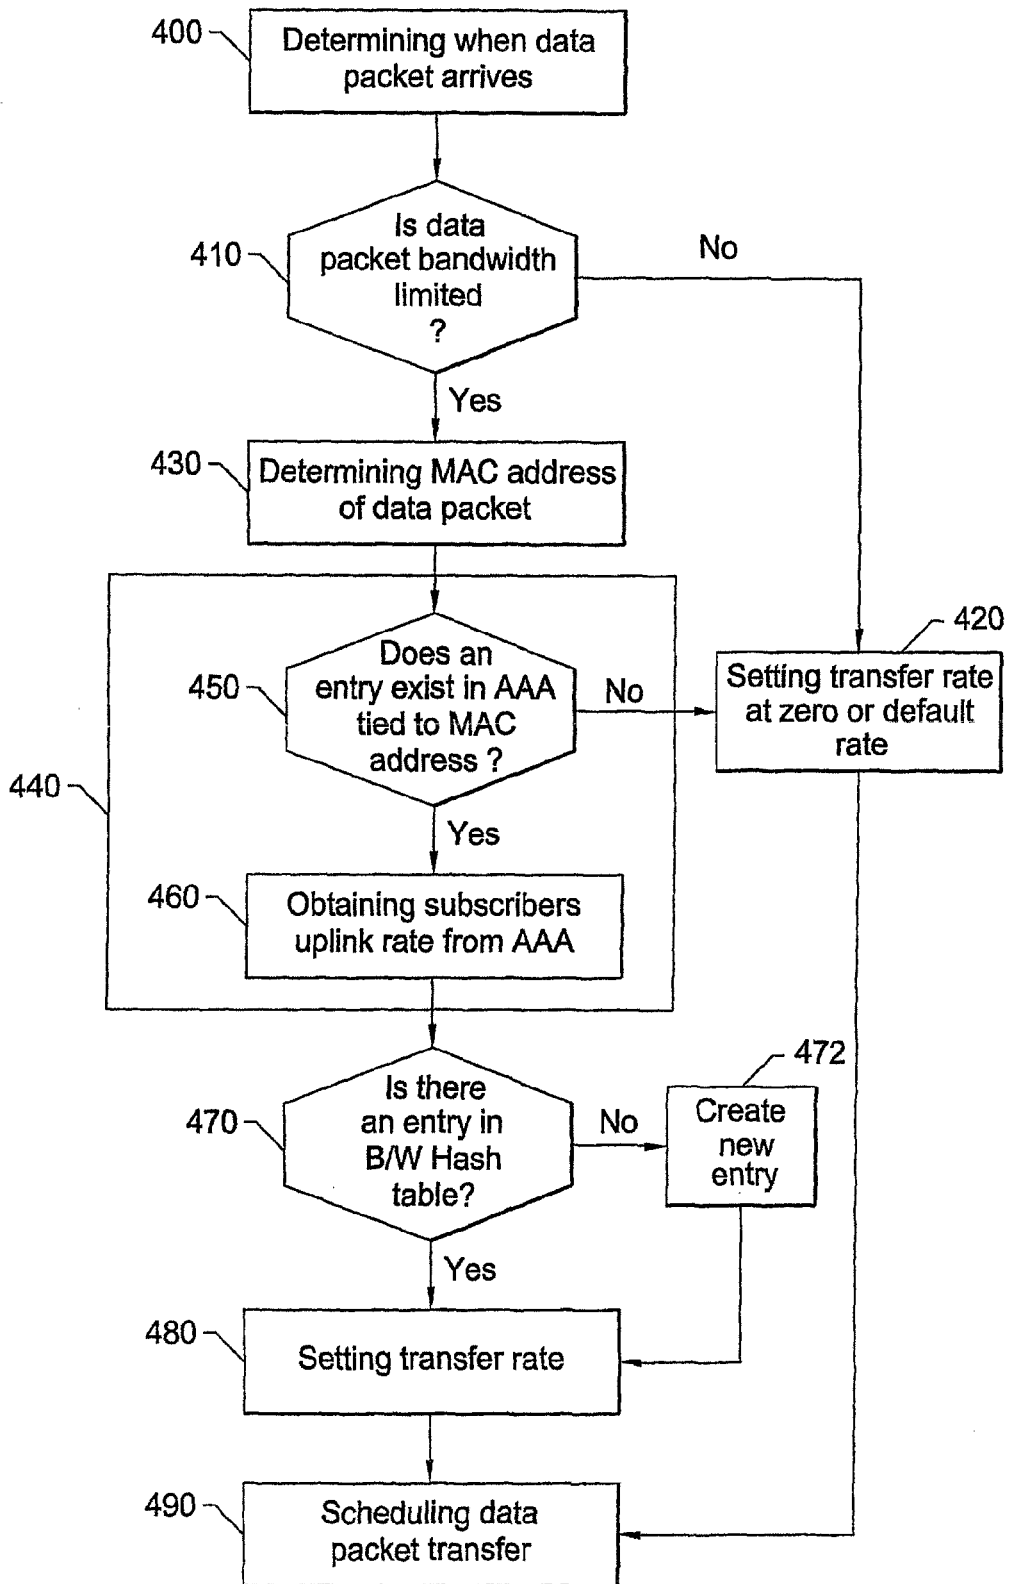 400
Determining when data
packet arrives
410
Is data
packet bandwidth
limited
?
No
Yes
430
Determining MAC address
of data packet
440
450
Does an
entry exist in AAA
tied to MAC
address ?
No
420
Setting transfer rate
at zero or default
rate
Yes
460
Obtaining subscribers
uplink rate from AAA
470
Is there
an entry in
B/W Hash
table?
No
472
Create
new
entry
Yes
480
Setting transfer rate
490
Scheduling data
packet transfer